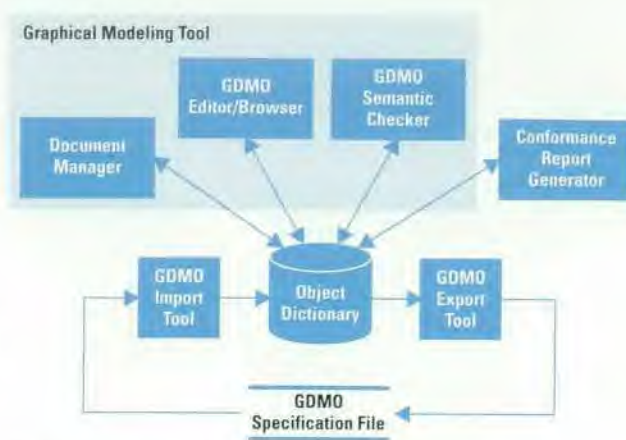 Graphical Modeling Tool
GDMO
Editor/Browser
GDMO
Semantic
Checker
Document
Manager
Conformance
Report
Generator
GDMO
Import
Tool
Object
Dictionary
GDMO
Export
Tool
GDMO
Specification File